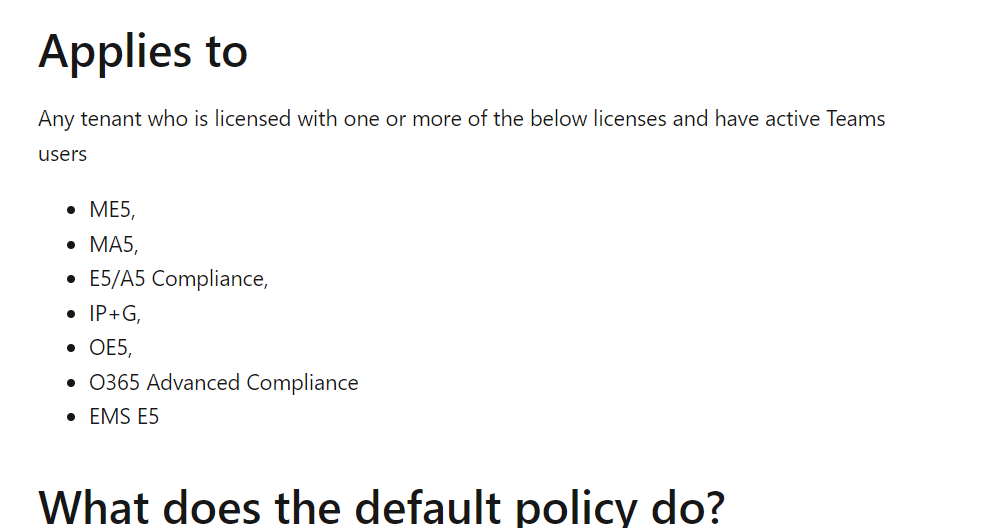 Applies to
Any tenant who is licensed with one or more of the below licenses and have active Teams
users
• ME5,
• MA5,
• E5/A5 Compliance,
• IP+G,
• OE5,
• O365 Advanced Compliance
• EMS E5
What does the default policy do?